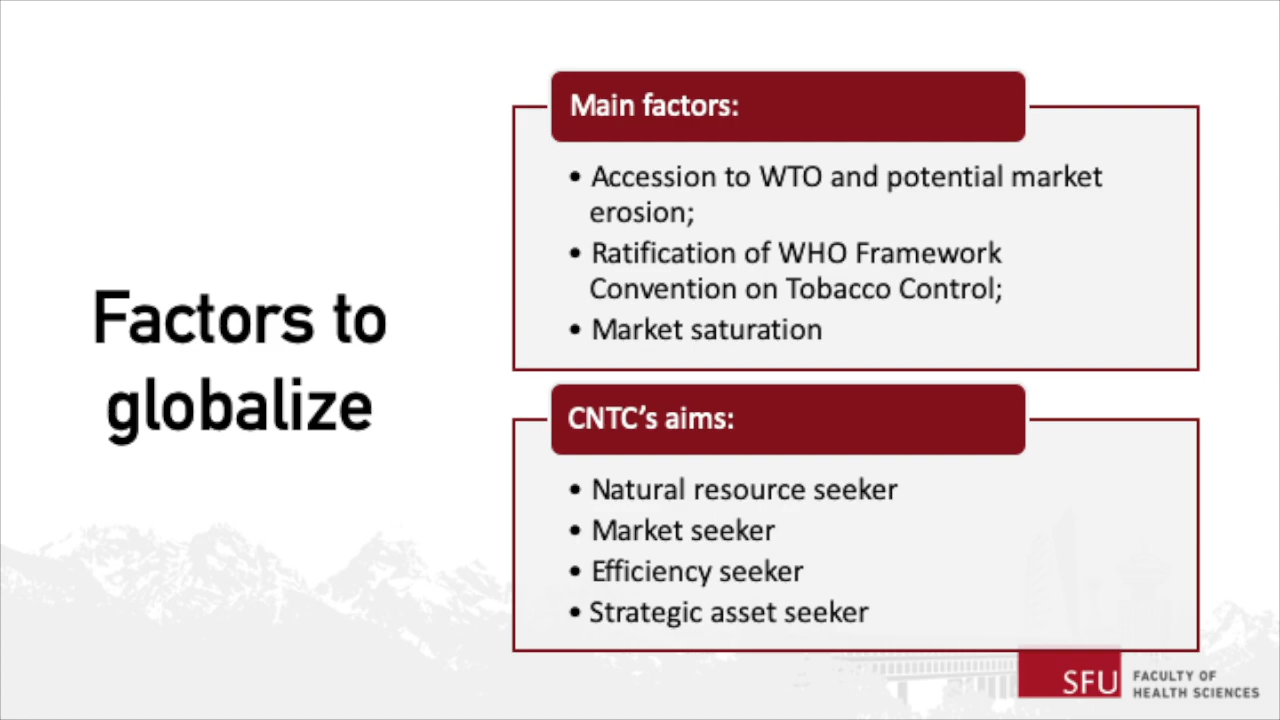 Factors to
globalize
Main factors:
• Accession to WTO and potential market
erosion;
• Ratification of WHO Framework
Convention on Tobacco Control;
• Market saturation
CNTC’s aims:
• Natural resource seeker
• Market seeker
• Efficiency seeker
• Strategic asset seeker
SFU
FACULTY OF
HEALTH SCIENCES